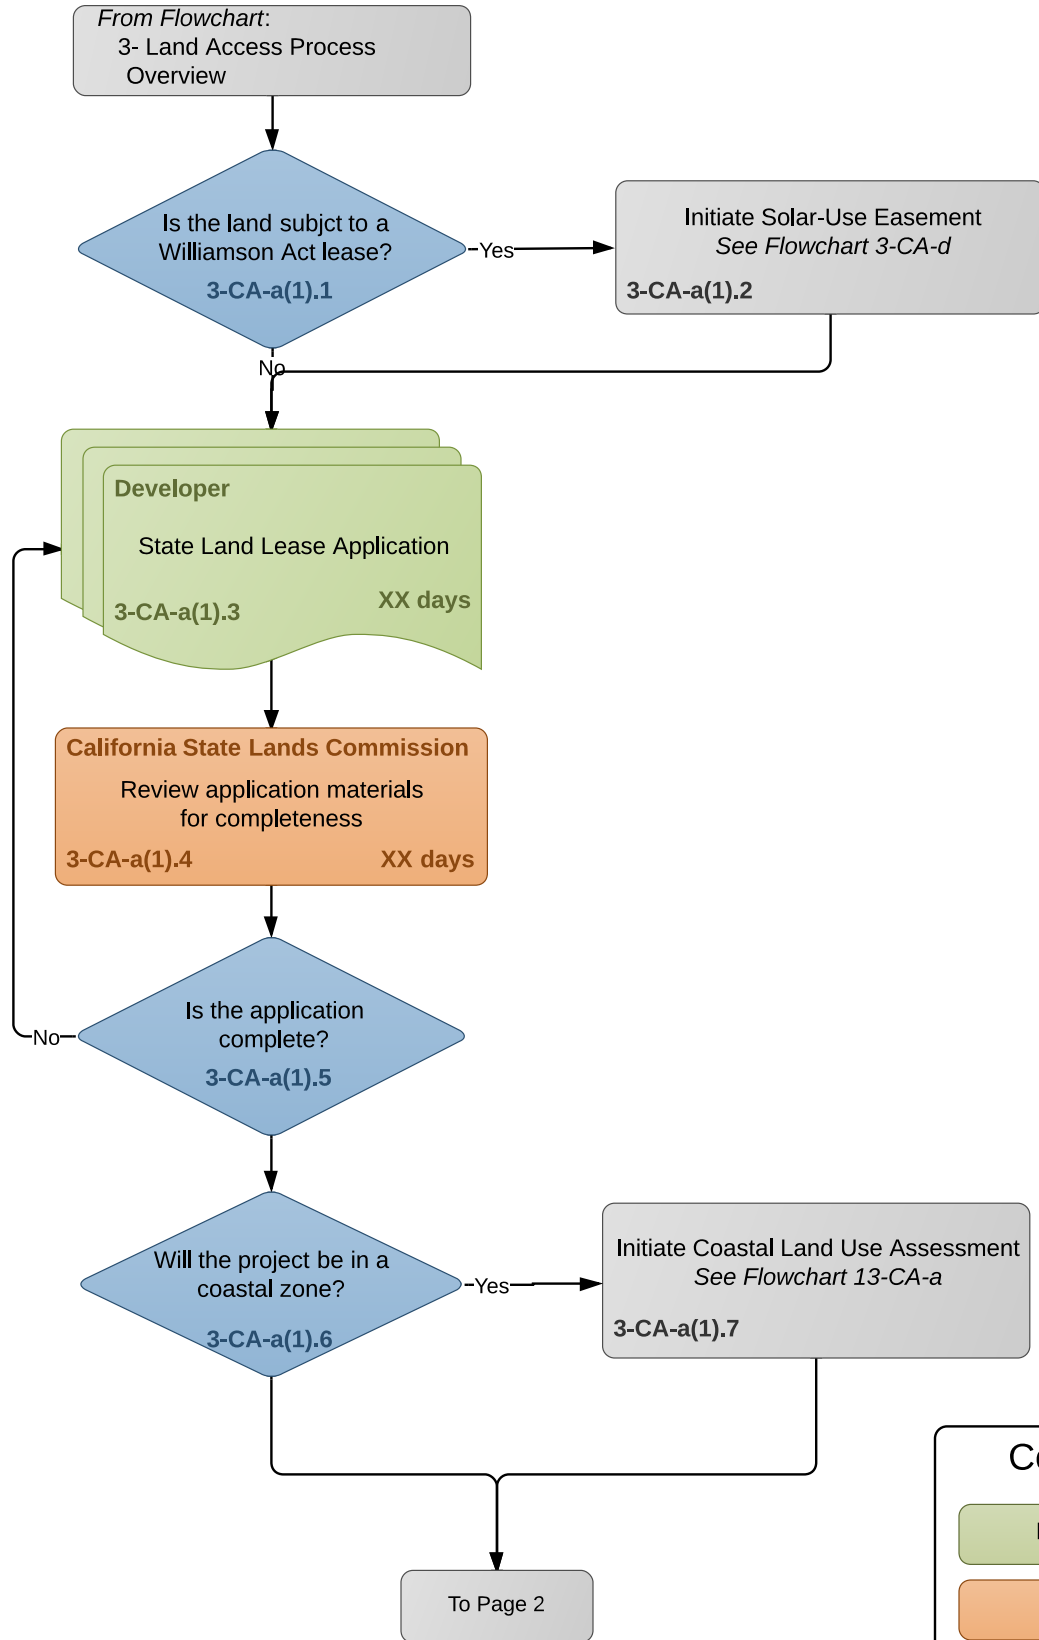 From Flowchart:
3- Land Access Process
Overview
Is the land subjct to a
Williamson Act lease?
3-CA-a(1).1
Yes
Initiate Solar-Use Easement
See Flowchart 3-CA-d
3-CA-a(1).2
No
Developer
State Land Lease Application
3-CA-a(1).3
XX days
California State Lands Commission
Review application materials
for completeness
3-CA-a(1).4
XX days
Is the application
complete?
3-CA-a(1).5
No
Will the project be in a
coastal zone?
3-CA-a(1).6
Yes
Initiate Coastal Land Use Assessment
See Flowchart 13-CA-a
3-CA-a(1).7
To Page 2